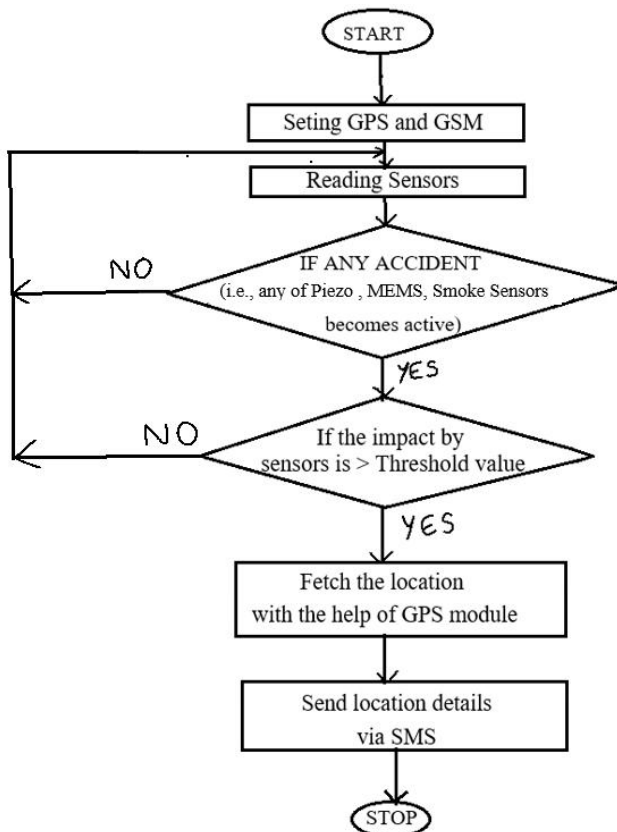 START
Seting GPS and GSM
Reading Sensors
NO
IF ANY ACCIDENT
(i.e., any of Piezo , MEMS, Smoke Sensors
becomes active)
YES
NO
If the impact by
sensors is > Threshold value
YES
Fetch the location
with the help of GPS module
Send location details
via SMS
STOP